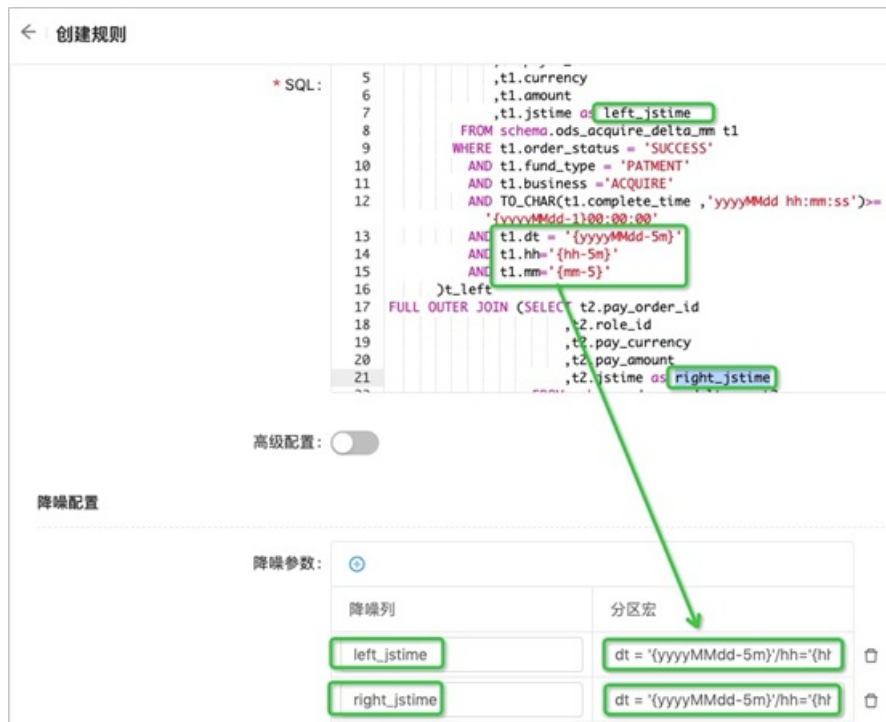 ← 创建规则
* SQL:
5 ,t1.currency
6 ,t1.amount
7 ,t1.jstime as left_jstime
8 FROM schema.ods_acquire_delta_mm t1
9 WHERE t1.order_status = 'SUCCESS'
10 AND t1.fund_type = 'PATMENT'
11 AND t1.business ='ACQUIRE'
12 AND TO_CHAR(t1.complete_time ,'yyyyMMdd hh:mm:ss')>=
'{yyyyMMdd-1}00:00:00'
13 AND t1.dt = '{yyyyMMdd-5m}'
14 AND t1.hh='{hh-5m}'
15 AND t1.mm='{mm-5}'
16 )t_left
17 FULL OUTER JOIN (SELECT t2.pay_order_id
18 ,t2.role_id
19 ,t2.pay_currency
20 ,t2.pay_amount
21 ,t2.jstime as right_jstime
高级配置:
降噪配置
降噪参数:
降噪列 分区宏
left_jstime dt = '{yyyyMMdd-5m}'/hh='{hh
right_jstime dt = '{yyyyMMdd-5m}'/hh='{hh